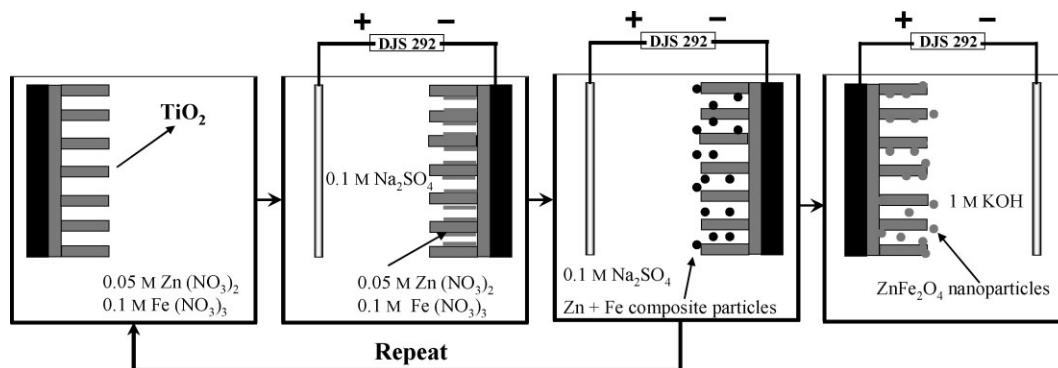 TiO₂
0.05 M Zn (NO₃)₂
0.1 M Fe (NO₃)₃
+ −
DJS 292
0.1 M Na₂SO₄
0.05 M Zn (NO₃)₂
0.1 M Fe (NO₃)₃
+ −
DJS 292
0.1 M Na₂SO₄
Zn + Fe composite particles
+ −
DJS 292
1 M KOH
ZnFe₂O₄ nanoparticles
Repeat